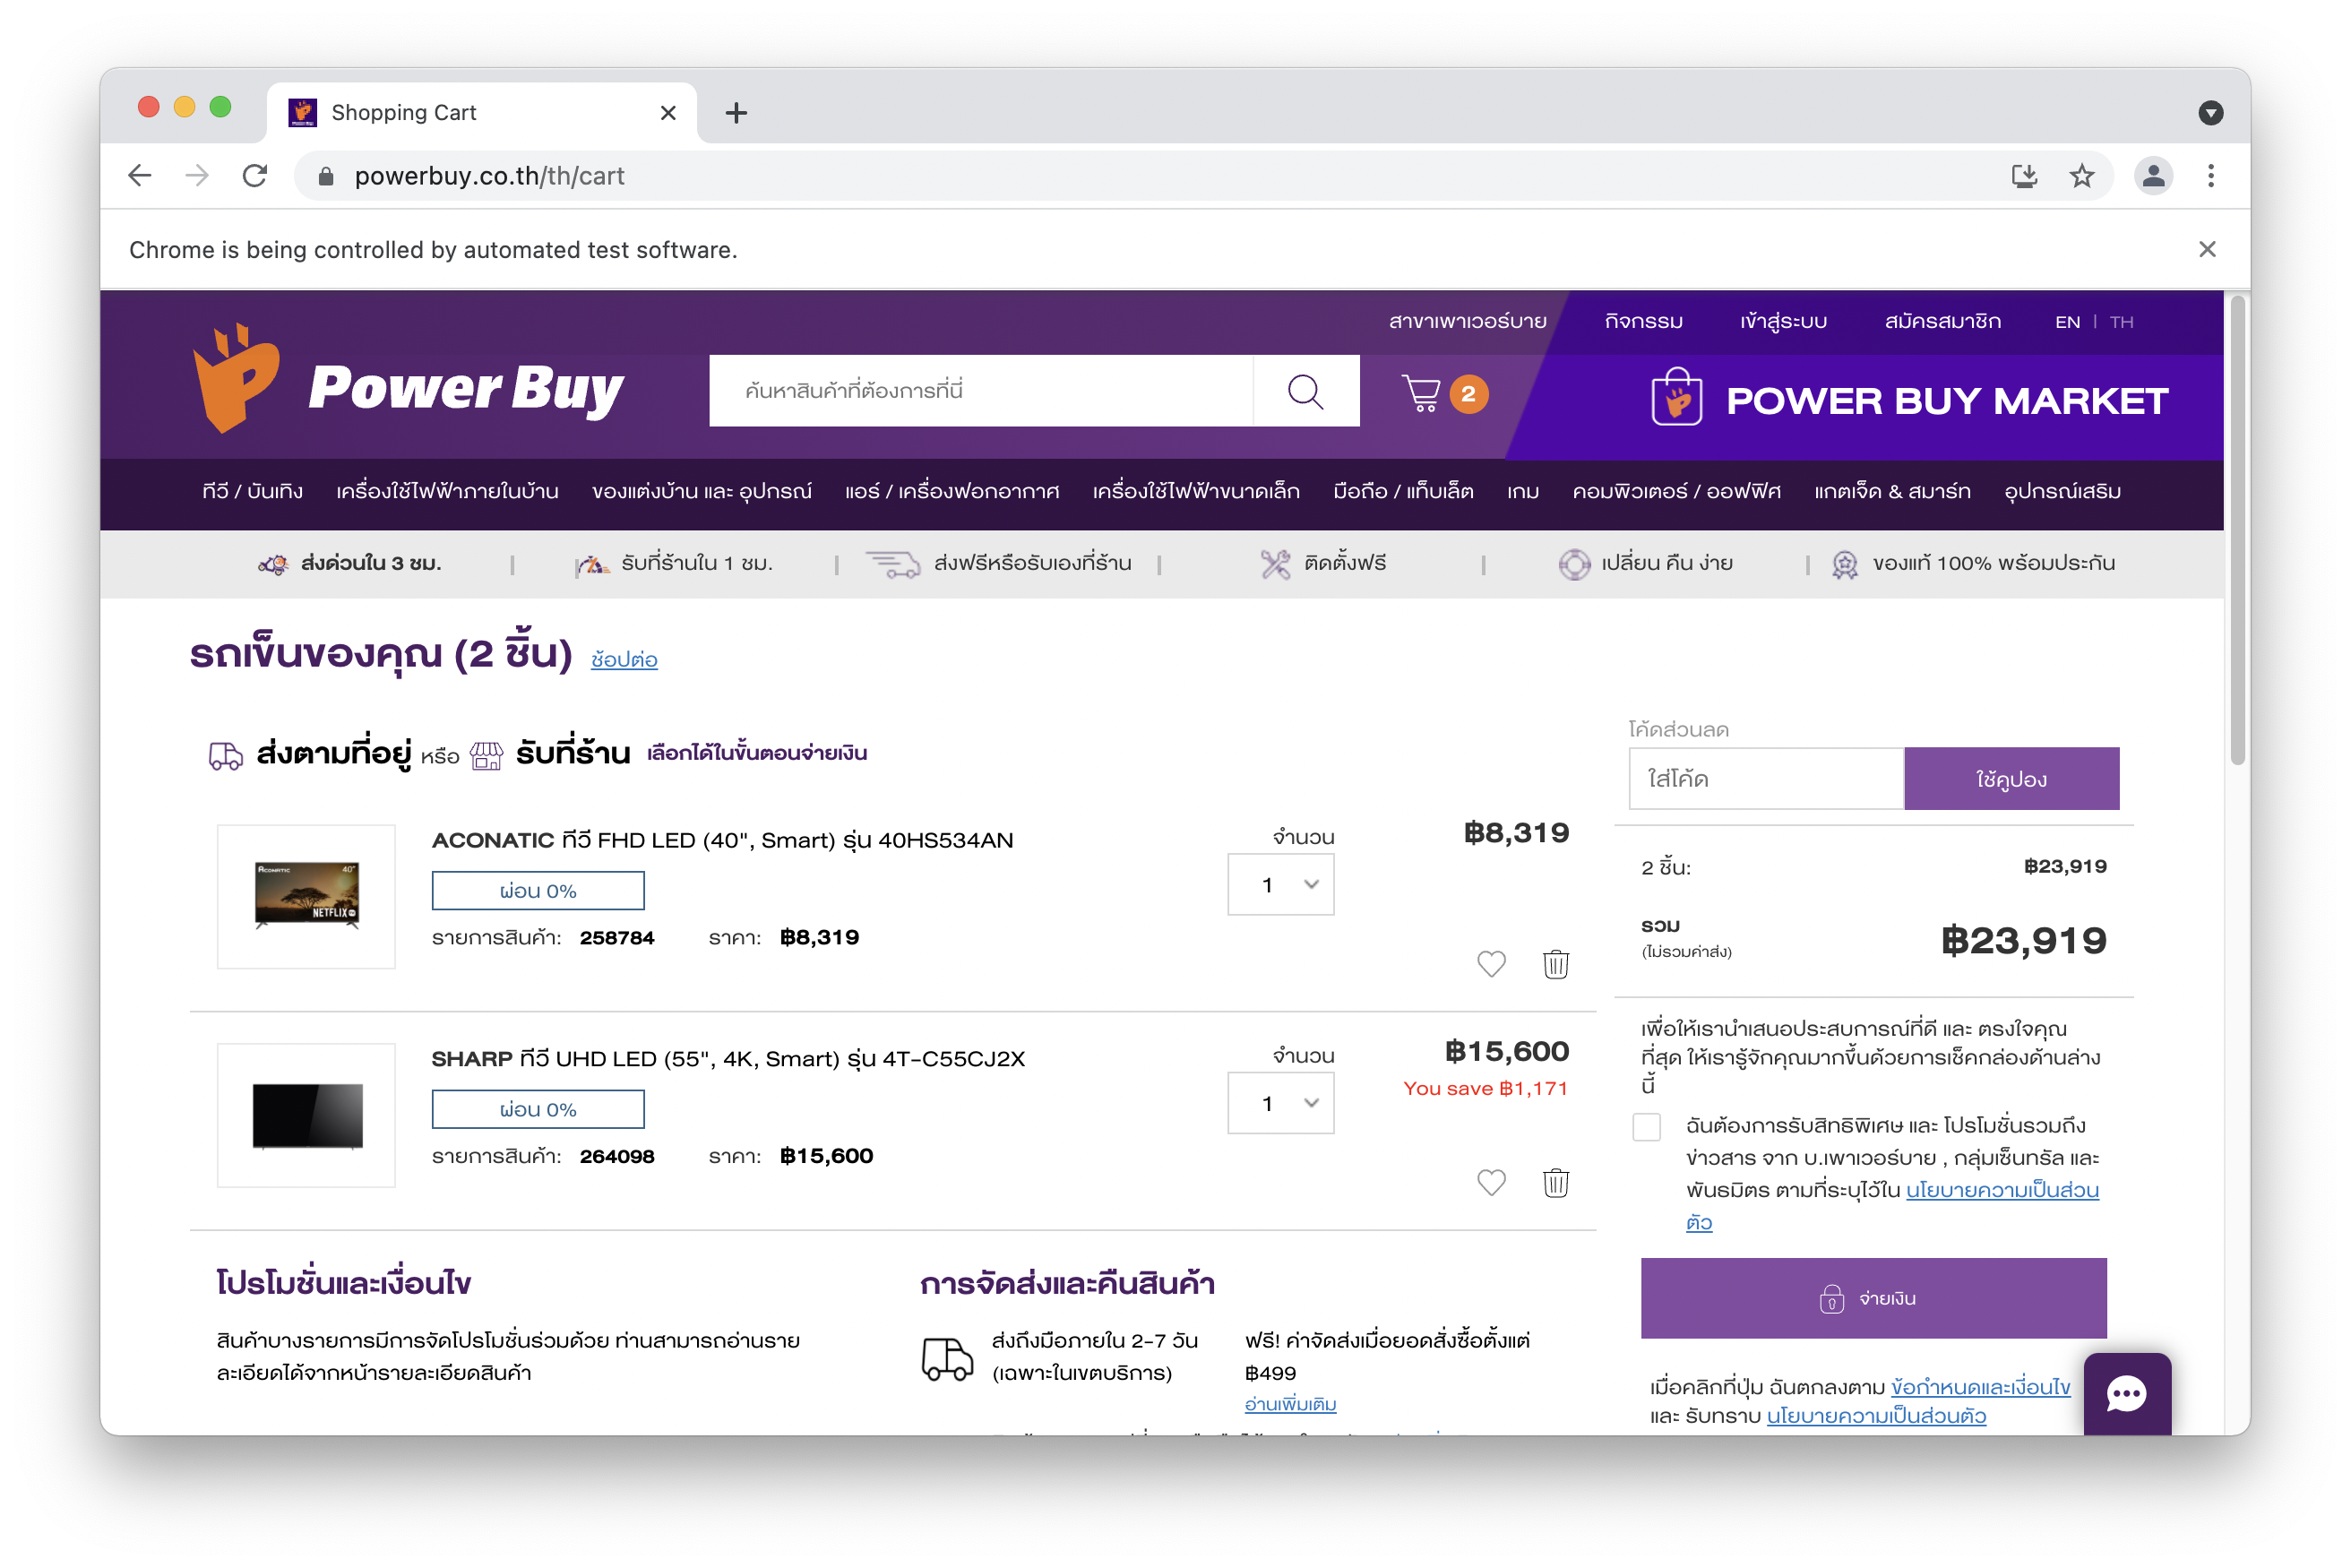 Shopping Cart
powerbuy.co.th/th/cart
Chrome is being controlled by automated test software.
สาขาเพาเวอร์บาย กิจกรรม เข้าสู่ระบบ สมัครสมาชิก EN | TH
Power Buy
ค้นหาสินค้าที่ต้องการที่นี่
2
POWER BUY MARKET
ทีวี / บันเทิง เครื่องใช้ไฟฟ้าภายในบ้าน ของแต่งบ้าน และ อุปกรณ์ แอร์ / เครื่องฟอกอากาศ เครื่องใช้ไฟฟ้าขนาดเล็ก มือถือ / แท็บเล็ต เกม คอมพิวเตอร์ / ออฟฟิศ แกดเจ็ด & สมาร์ท อุปกรณ์เสริม
ส่งด่วนใน 3 ชม. | รับที่ร้านใน 1 ชม. | ส่งฟรีหรือรับเองที่ร้าน | ติดตั้งฟรี | เปลี่ยน คืน ง่าย | ของแท้ 100% พร้อมประกัน
รถเข็นของคุณ (2 ชิ้น) ช้อปต่อ
ส่งตามที่อยู่ หรือ รับที่ร้าน เลือกได้ในขั้นตอนจ่ายเงิน
ACONATIC ทีวี FHD LED (40", Smart) รุ่น 40HS534AN
ผ่อน 0%
รายการสินค้า: 258784 ราคา: ฿8,319
จำนวน
1
฿8,319
ACONATIC 40"
NETFLIX
SHARP ทีวี UHD LED (55", 4K, Smart) รุ่น 4T-C55CJ2X
ผ่อน 0%
รายการสินค้า: 264098 ราคา: ฿15,600
จำนวน
1
฿15,600
You save ฿1,171
โปรโมชั่นและเงื่อนไข
สินค้าบางรายการมีการจัดโปรโมชั่นร่วมด้วย ท่านสามารถอ่านราย
ละเอียดได้จากหน้ารายละเอียดสินค้า
การจัดส่งและคืนสินค้า
ส่งถึงมือภายใน 2-7 วัน
(เฉพาะในเขตบริการ)
ฟรี! ค่าจัดส่งเมื่อยอดสั่งซื้อตั้งแต่
฿499
อ่านเพิ่มเติม
โค้ดส่วนลด
ใส่โค้ด
ใช้คูปอง
2 ชิ้น: ฿23,919
รวม
(ไม่รวมค่าส่ง)
฿23,919
เพื่อให้เรานำเสนอประสบการณ์ที่ดี และ ตรงใจคุณ
ที่สุด ให้เรารู้จักคุณมากขึ้นด้วยการเช็คกล่องด้านล่าง
นี้
ฉันต้องการรับสิทธิพิเศษ และ โปรโมชั่นรวมถึง
ข่าวสาร จาก บ.เพาเวอร์บาย , กลุ่มเซ็นทรัล และ
พันธมิตร ตามที่ระบุไว้ใน นโยบายความเป็นส่วน
ตัว
จ่ายเงิน
เมื่อคลิกที่ปุ่ม ฉันตกลงตาม ข้อกำหนดและเงื่อนไข
และ รับทราบ นโยบายความเป็นส่วนตัว